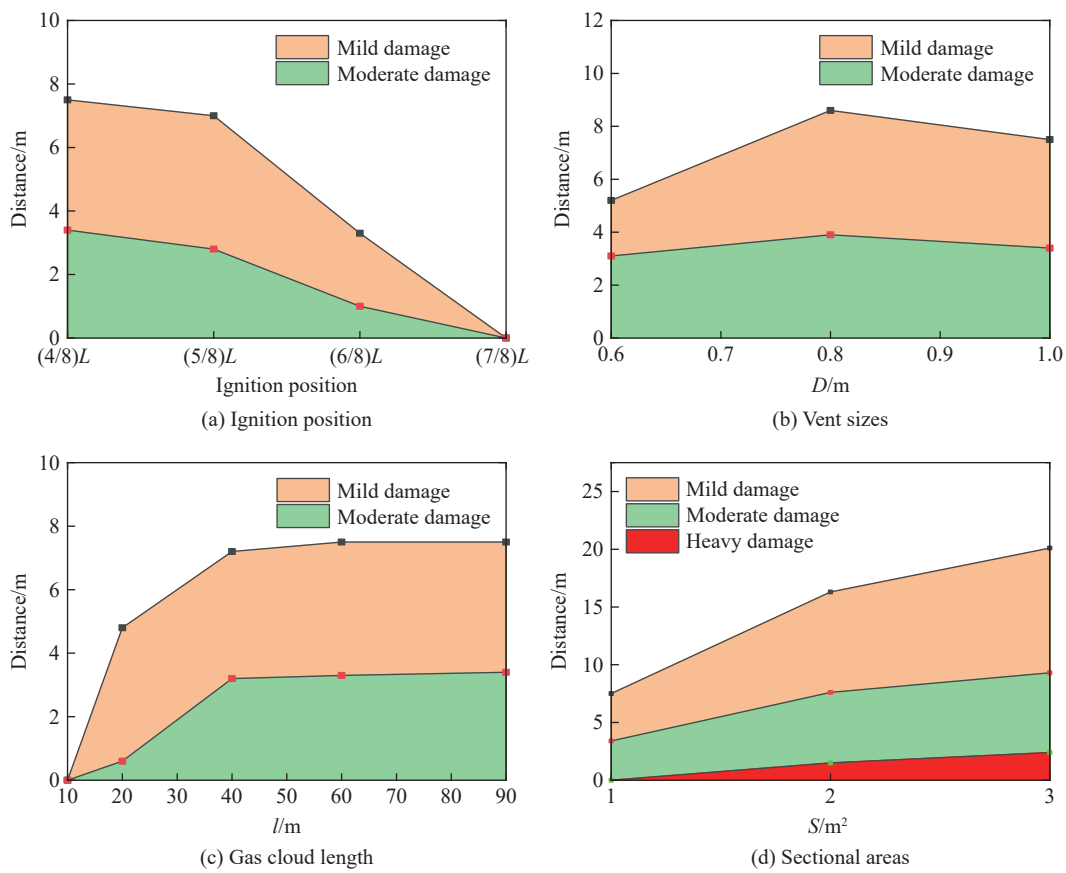 10
8
6
4
2
0
Distance/m
Mild damage
Moderate damage
(4/8)L
(5/8)L
(6/8)L
(7/8)L
Ignition position
(a) Ignition position
12
10
8
6
4
2
0
Distance/m
Mild damage
Moderate damage
0.6
0.7
0.8
0.9
1.0
D/m
(b) Vent sizes
10
8
6
4
2
0
Distance/m
Mild damage
Moderate damage
10
20
30
40
50
60
70
80
90
l/m
(c) Gas cloud length
25
20
15
10
5
0
Distance/m
Mild damage
Moderate damage
Heavy damage
1
2
3
S/m²
(d) Sectional areas